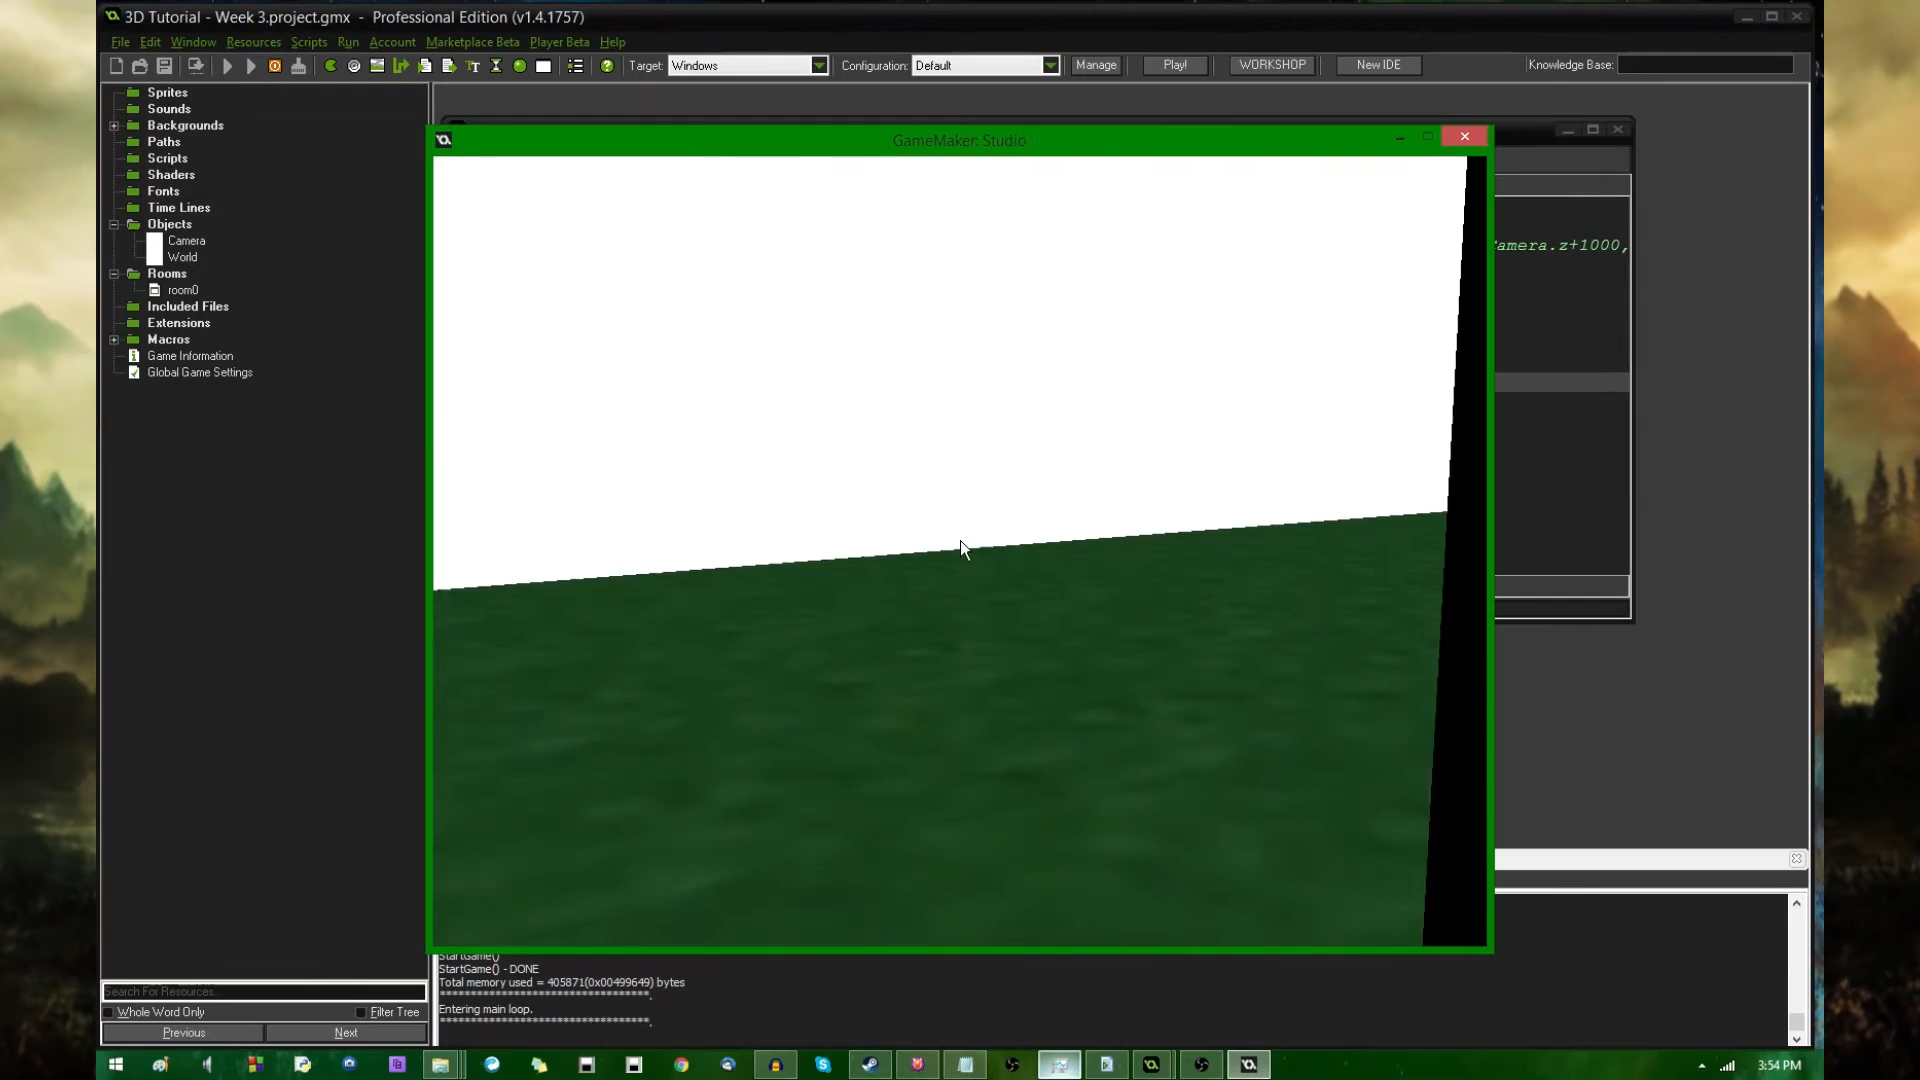 3D Tutorial - Week 3.project.gmx - Professional Edition (v1.4.1757)
File Edit Window Resources Scripts Run Account Marketplace Beta Player Beta Help
Target: Windows Configuration: Default Manage Play! WORKSHOP New IDE Knowledge Base:
Sprites
Sounds
Backgrounds
Paths
Scripts
Shaders
Fonts
Time Lines
Objects
Camera
World
Rooms
room0
Included Files
Extensions
Macros
Game Information
Global Game Settings
GameMaker: Studio
amera.z+1000,
StartGame()
StartGame() - DONE
Total memory used = 405871(0x00499649) bytes
**********************************.
Entering main loop.
**********************************.
Search For Resources...
Whole Word Only Filter Tree
Previous Next
3:54 PM